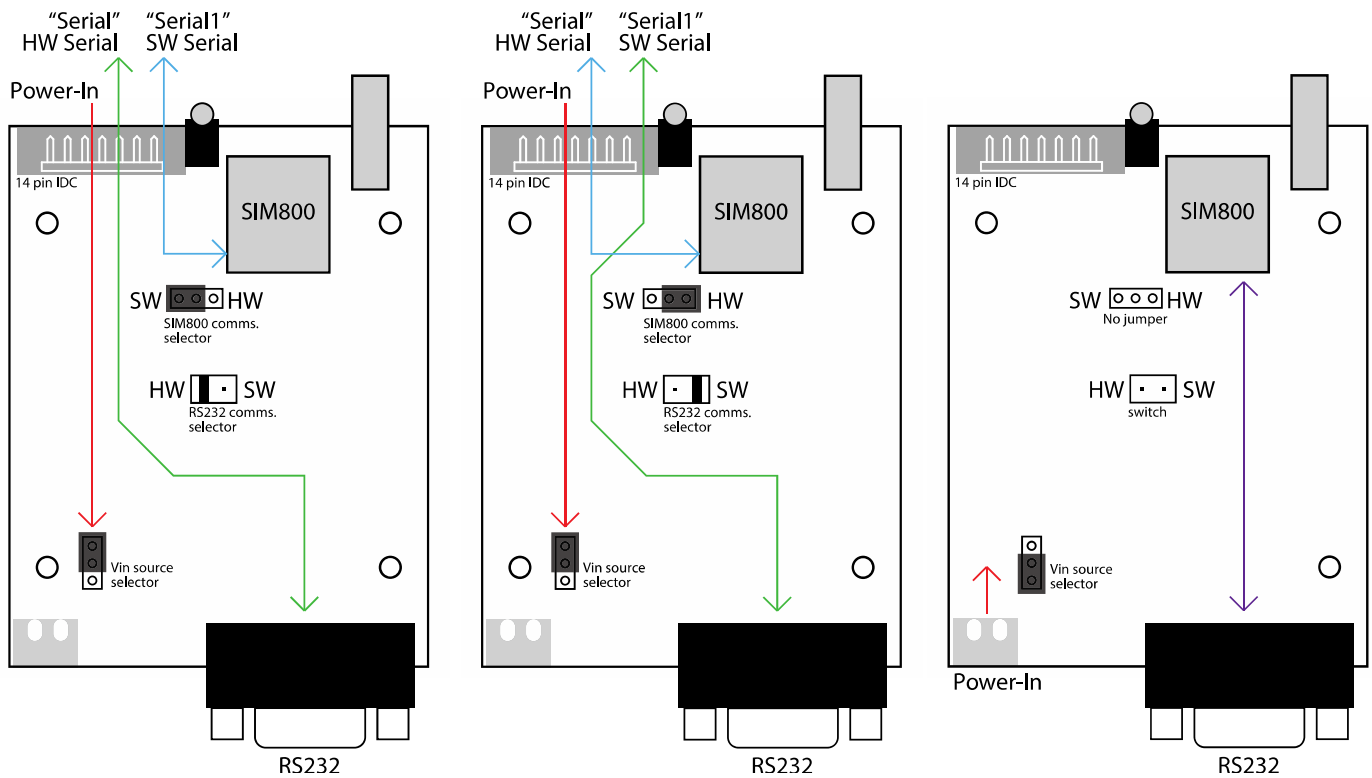 “Serial”
HW Serial
“Serial1”
SW Serial
Power-In
14 pin IDC
SIM800
SW
HW
SIM800 comms.
selector
HW
SW
RS232 comms.
selector
Vin source
selector
RS232
“Serial”
HW Serial
“Serial1”
SW Serial
Power-In
14 pin IDC
SIM800
SW
HW
SIM800 comms.
selector
HW
SW
RS232 comms.
selector
Vin source
selector
RS232
14 pin IDC
SIM800
SW
HW
No jumper
HW
SW
switch
Vin source
selector
Power-In
RS232